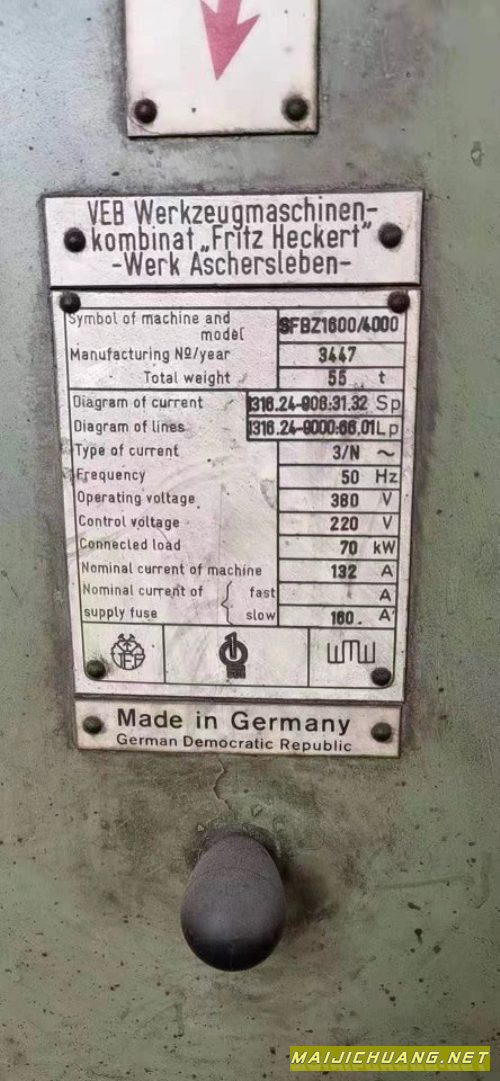 VEB Werkzeugmaschinen-
kombinat „Fritz Heckert”
-Werk Aschersleben-
Symbol of machine and model SFBZ1600/4000
Manufacturing Nº/year 3447
Total weight 55 t
Diagram of current 1316.24-906:31.32 Sp
Diagram of lines 1316.24-9000:66.01 Lp
Type of current 3/N ~
Frequency 50 Hz
Operating voltage 380 V
Control voltage 220 V
Connected load 70 kW
Nominal current of machine 132 A
Nominal current of supply fuse fast A
slow 160. A
WMW
Made in Germany
German Democratic Republic
MAIJICHUANG.NET